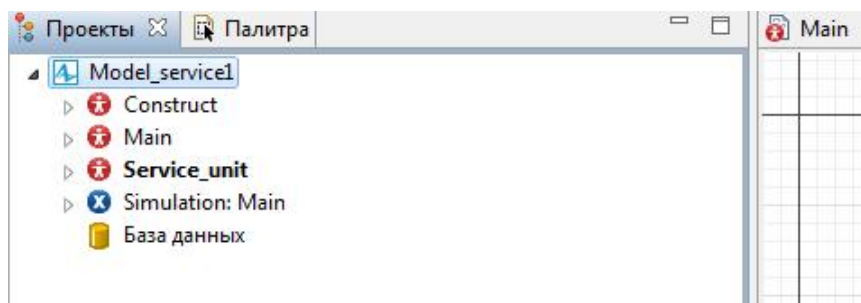 Проекты Палитра Main
Model_service1
Construct
Main
Service_unit
Simulation: Main
База данных